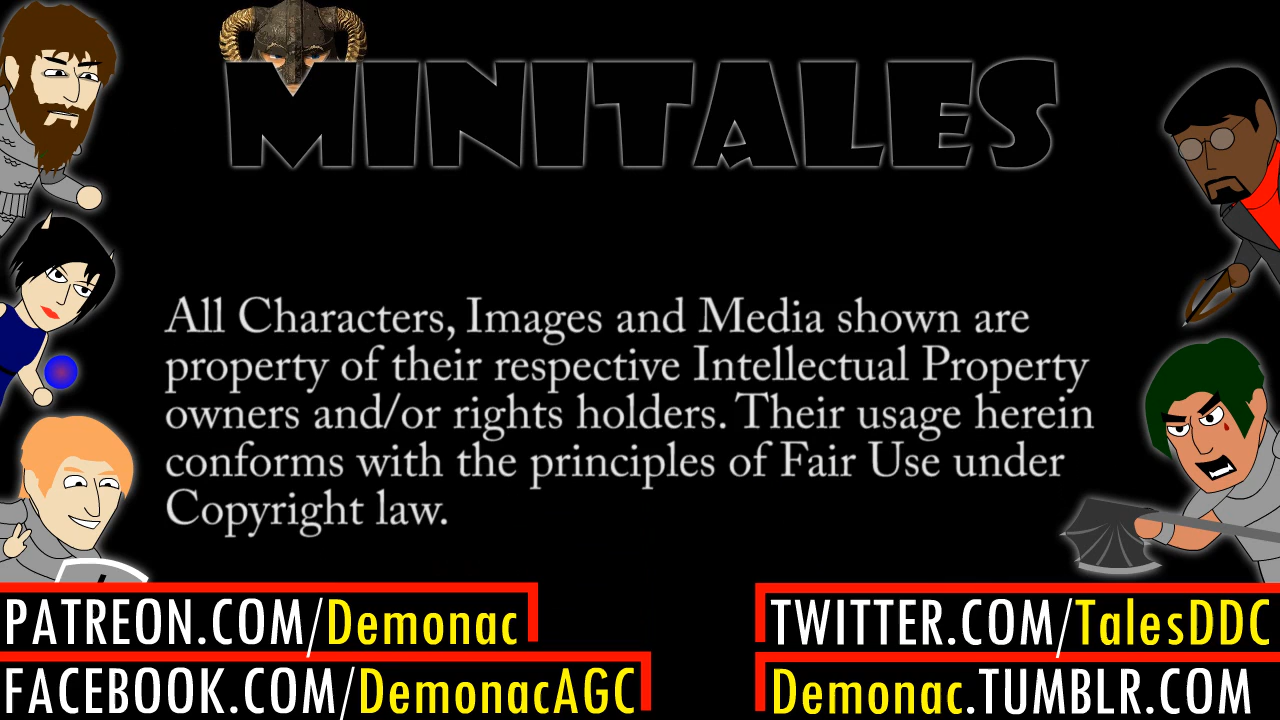 MINITALES
All Characters, Images and Media shown are
property of their respective Intellectual Property
owners and/or rights holders. Their usage herein
conforms with the principles of Fair Use under
Copyright law.
PATREON.COM/Demonac
FACEBOOK.COM/DemonacAGC
TWITTER.COM/TalesDDC
Demonac.TUMBLR.COM